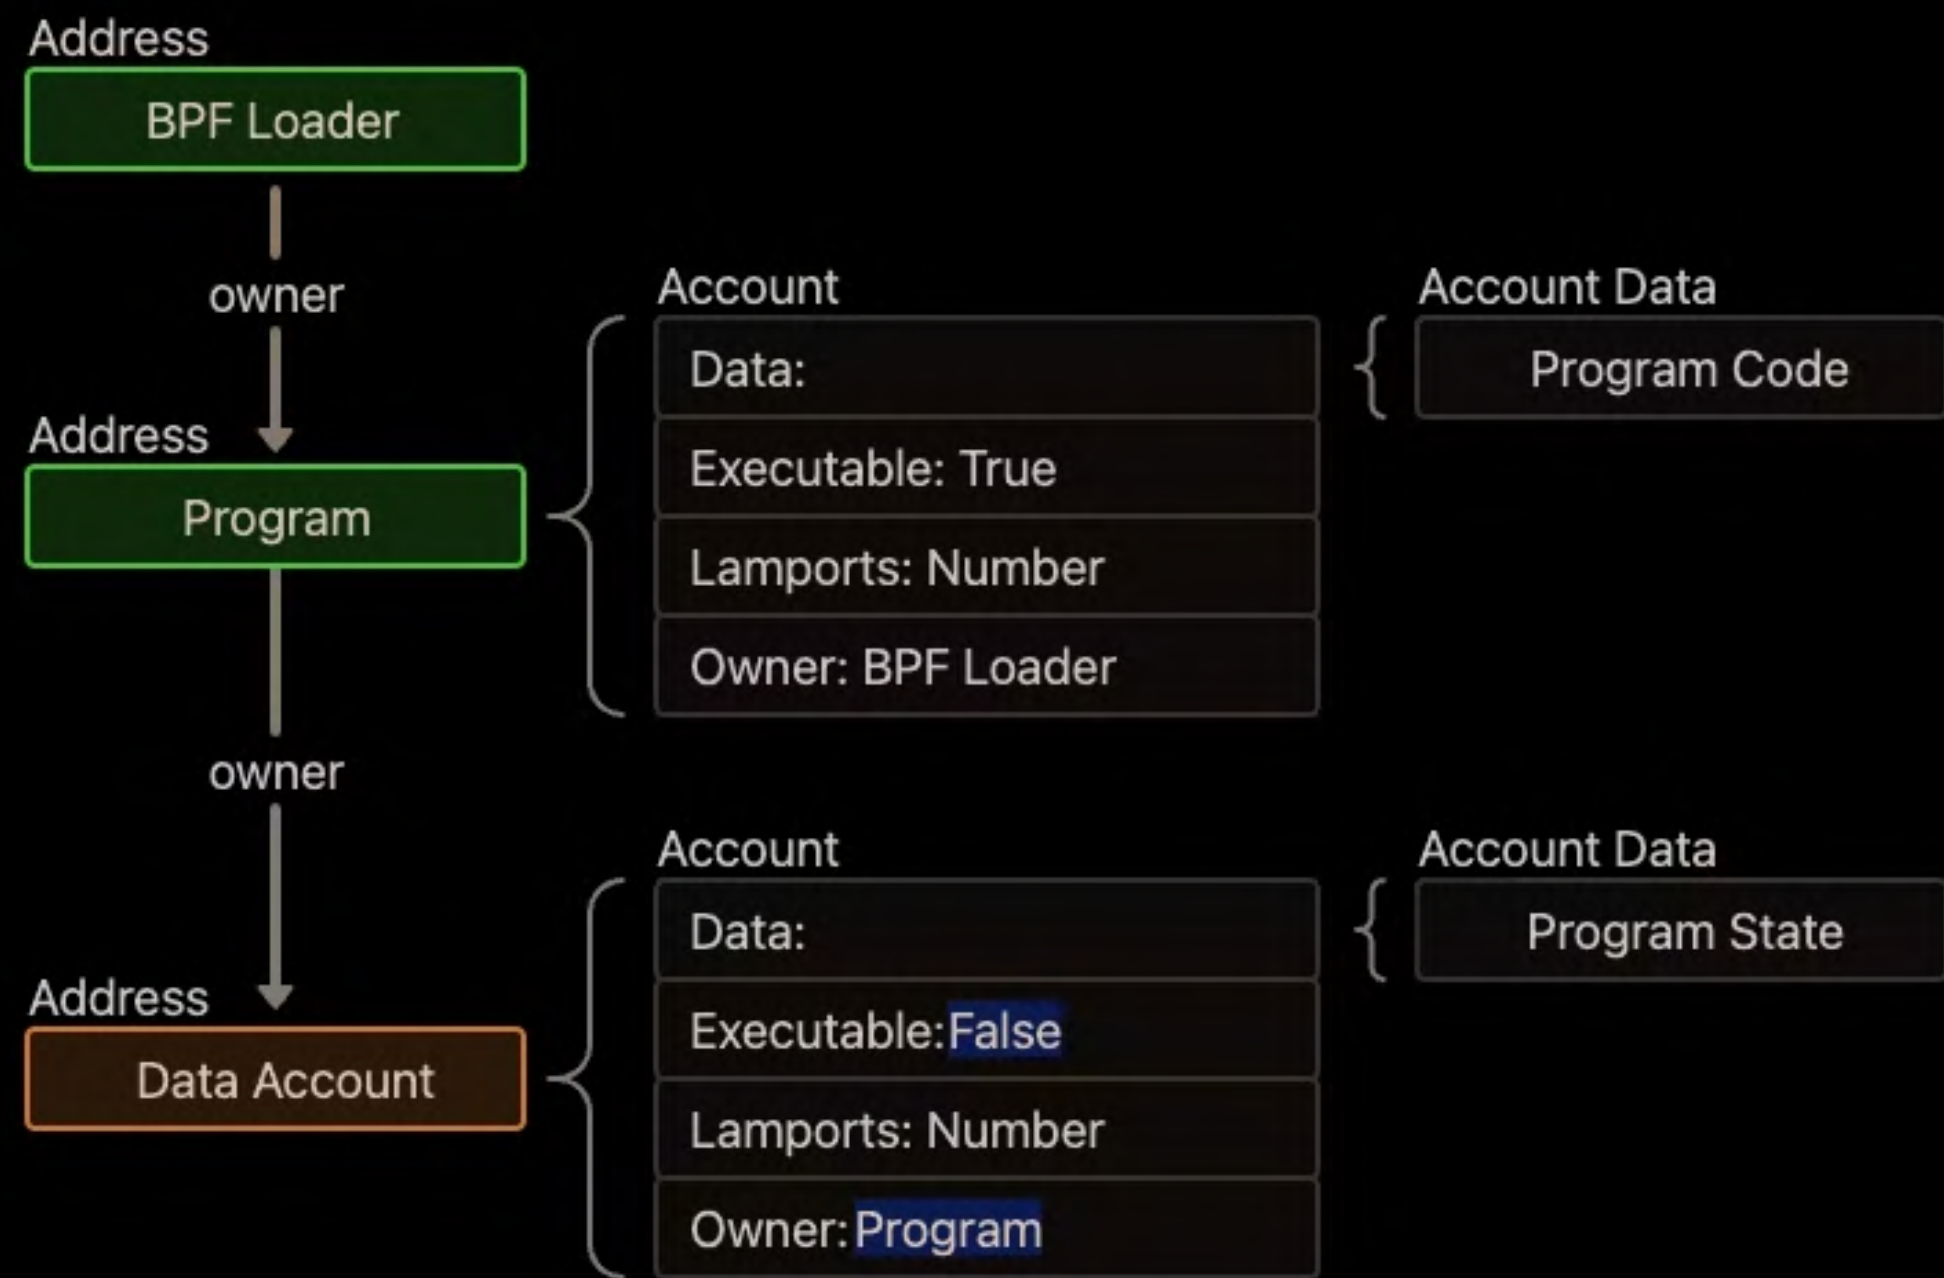 Address
BPF Loader
owner
Account
Account Data
Data:
Program Code
Address
Executable: True
Program
Lamports: Number
Owner: BPF Loader
owner
Account
Account Data
Data:
Program State
Address
Executable:False
Data Account
Lamports: Number
Owner:Program